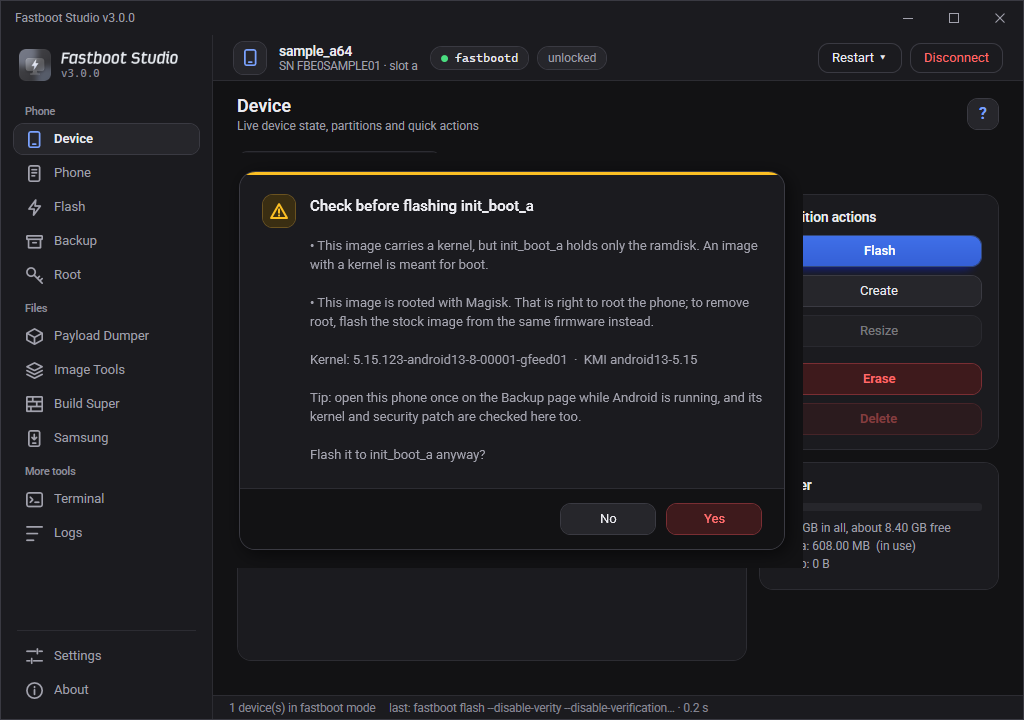 Fastboot Studio v3.0.0
Fastboot Studio
v3.0.0
Phone
Device
Phone
Flash
Backup
Root
Files
Payload Dumper
Image Tools
Build Super
Samsung
More tools
Terminal
Logs
Settings
About
sample_a64
SN FBE0SAMPLE01 · slot a
fastbootd
unlocked
Restart ▾
Disconnect
Device
Live device state, partitions and quick actions
?
Check before flashing init_boot_a
• This image carries a kernel, but init_boot_a holds only the ramdisk. An image
with a kernel is meant for boot.
• This image is rooted with Magisk. That is right to root the phone; to remove
root, flash the stock image from the same firmware instead.
Kernel: 5.15.123-android13-8-00001-gfeed01 · KMI android13-5.15
Tip: open this phone once on the Backup page while Android is running, and its
kernel and security patch are checked here too.
Flash it to init_boot_a anyway?
No
Yes
ition actions
Flash
Create
Resize
Erase
Delete
er
GB in all, about 8.40 GB free
a: 608.00 MB (in use)
: 0 B
1 device(s) in fastboot mode
last: fastboot flash --disable-verity --disable-verification... · 0.2 s